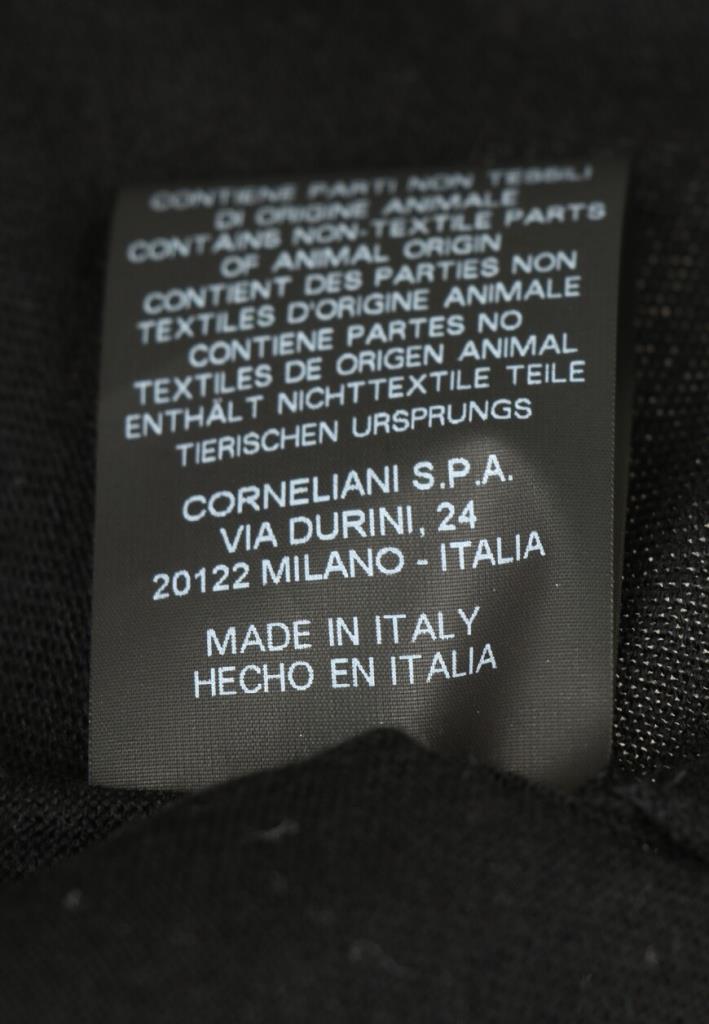 CONTIENE PARTI NON TESSILI
DI ORIGINE ANIMALE
CONTAINS NON-TEXTILE PARTS
OF ANIMAL ORIGIN
CONTIENT DES PARTIES NON
TEXTILES D'ORIGINE ANIMALE
CONTIENE PARTES NO
TEXTILES DE ORIGEN ANIMAL
ENTHÄLT NICHTTEXTILE TEILE
TIERISCHEN URSPRUNGS
CORNELIANI S.P.A.
VIA DURINI, 24
20122 MILANO - ITALIA
MADE IN ITALY
HECHO EN ITALIA